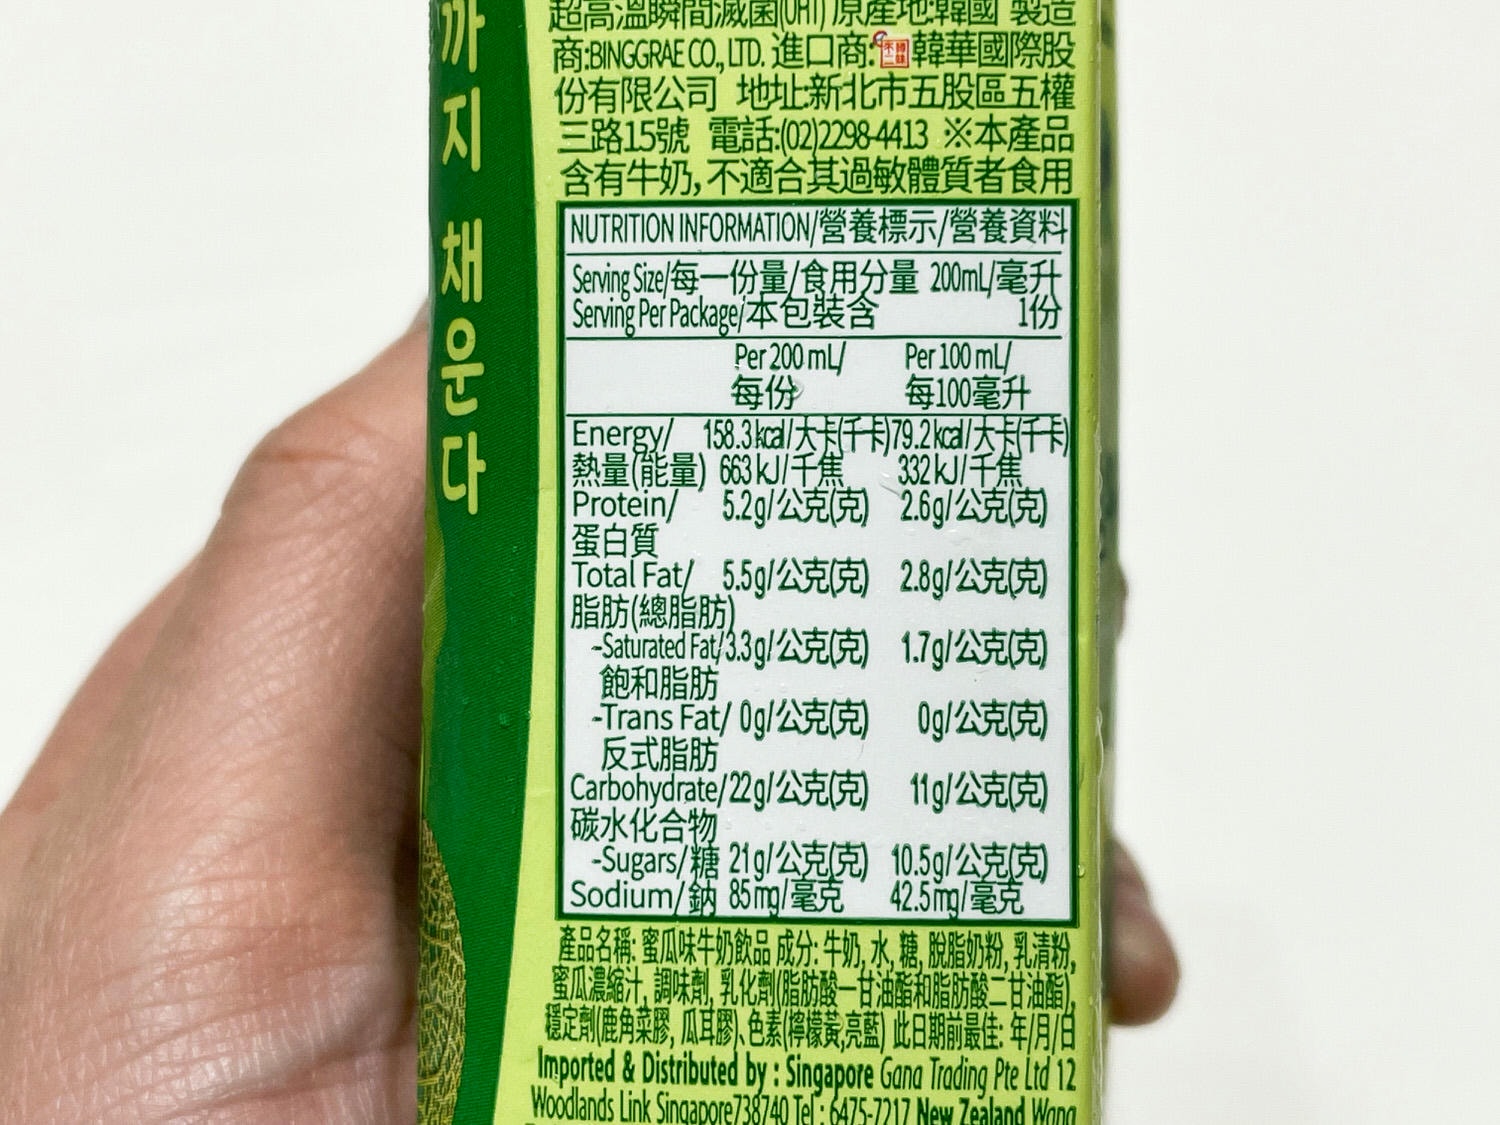 까지 채운다
超高溫瞬間滅菌(UHT) 原產地:韓國 製造
商:BINGGRAE CO., LTD. 進口商: 韓華國際股
份有限公司 地址:新北市五股區五權
三路15號 電話:(02)2298-4413 ※本產品
含有牛奶, 不適合其過敏體質者食用
NUTRITION INFORMATION/營養標示/營養資料
Serving Size/每一份量/食用分量 200mL/毫升
Serving Per Package/本包裝含 1份
Per 200 mL/ Per 100 mL/
每份 每100毫升
Energy/ 158.3kcal/大卡(千卡) 79.2kcal/大卡(千卡)
熱量(能量) 663 kJ/千焦 332 kJ/千焦
Protein/ 5.2g/公克(克) 2.6g/公克(克)
蛋白質
Total Fat/ 5.5g/公克(克) 2.8g/公克(克)
脂肪(總脂肪)
-Saturated Fat/ 3.3g/公克(克) 1.7g/公克(克)
飽和脂肪
-Trans Fat/ 0g/公克(克) 0g/公克(克)
反式脂肪
Carbohydrate/ 22g/公克(克) 11g/公克(克)
碳水化合物
-Sugars/糖 21g/公克(克) 10.5g/公克(克)
Sodium/鈉 85mg/毫克 42.5mg/毫克
產品名稱: 蜜瓜味牛奶飲品 成分: 牛奶, 水, 糖, 脫脂奶粉, 乳清粉,
蜜瓜濃縮汁, 調味劑, 乳化劑(脂肪酸一甘油酯和脂肪酸二甘油酯),
穩定劑(鹿角菜膠, 瓜耳膠)、色素(檸檬黃,亮藍) 此日期前最佳: 年/月/日
Imported & Distributed by : Singapore Gana Trading Pte Ltd 12
Woodlands Link Singapore738740 Tel : 6475-7217 New Zealand Wang